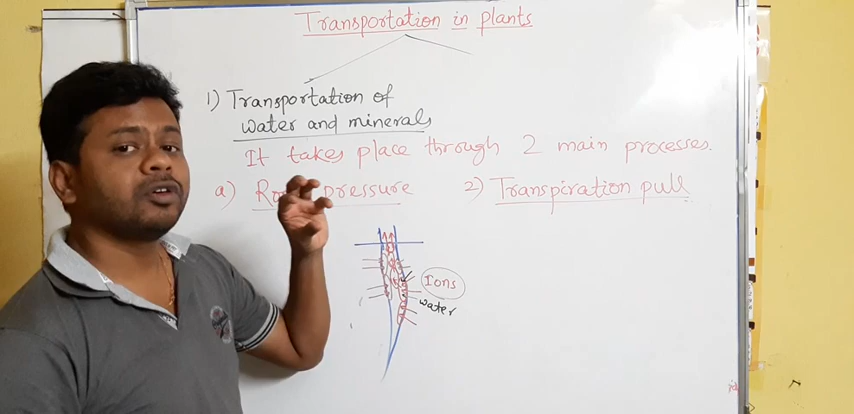 Transportation in plants
1) Transportation of
water and minerals
It takes place through 2 main processes.
a) Root pressure 2) Transpiration pull
Ions
water